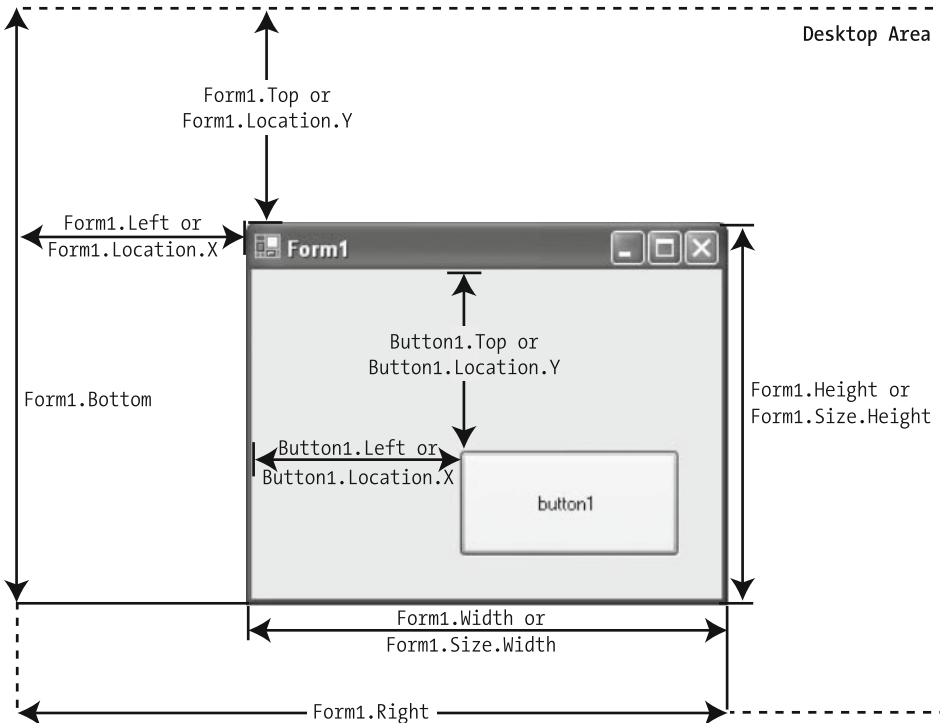 Desktop Area
Form1.Top or
Form1.Location.Y
Form1.Left or
Form1.Location.X
Form1
Button1.Top or
Button1.Location.Y
Form1.Bottom
Form1.Height or
Form1.Size.Height
Button1.Left or
Button1.Location.X
button1
Form1.Width or
Form1.Size.Width
Form1.Right